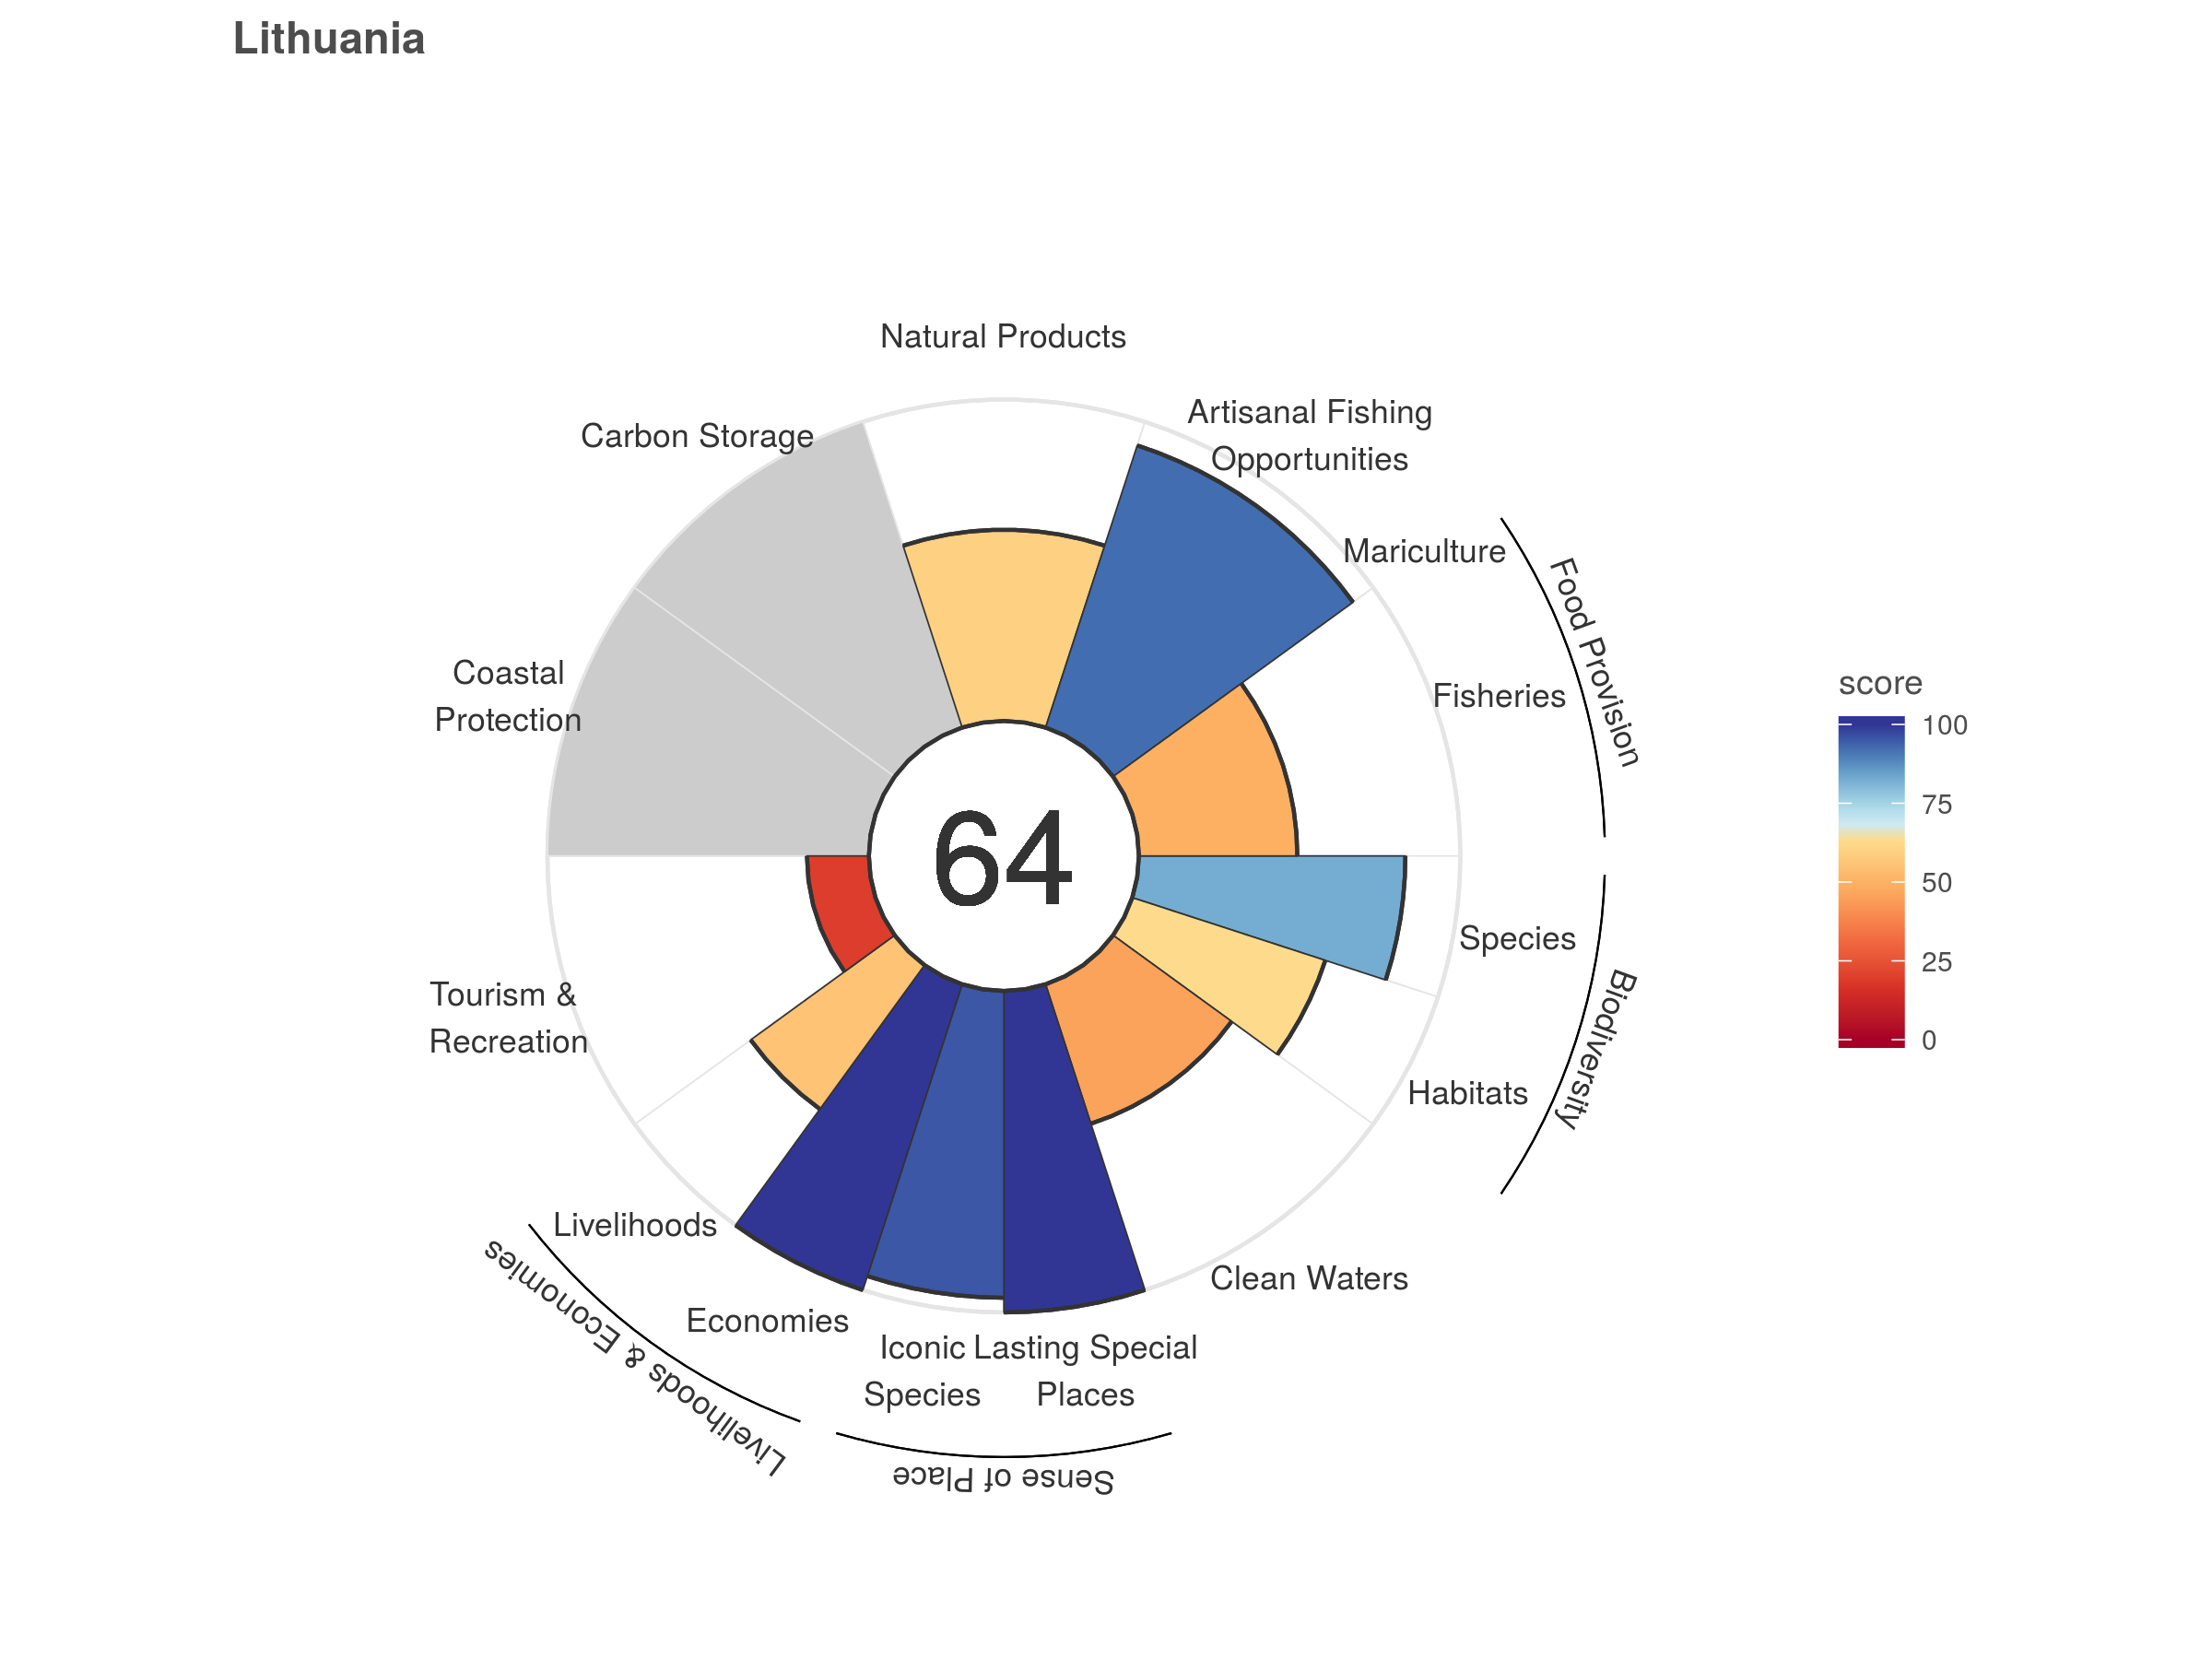 Lithuania
Natural Products
Artisanal Fishing
Opportunities
Carbon Storage
Mariculture
Food Provision
Fisheries
Coastal
Protection
score
100
75
50
25
0
64
Species
Biodiversity
Habitats
Tourism &
Recreation
Livelihoods
Clean Waters
Economies
Iconic
Species
Lasting Special
Places
Livelihoods & Economies
Sense of Place